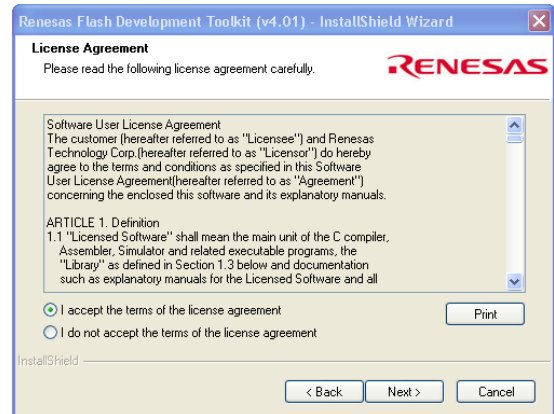 Renesas Flash Development Toolkit (v4.01) - InstallShield Wizard
License Agreement
Please read the following license agreement carefully.
RENESAS
Software User License Agreement
The customer (hereafter referred to as "Licensee") and Renesas
Technology Corp.(hereafter referred to as "Licensor") do hereby
agree to the terms and conditions as specified in this Software
User License Agreement(hereafter referred to as "Agreement")
concerning the enclosed this software and its explanatory manuals.
ARTICLE 1. Definition
1.1 "Licensed Software" shall mean the main unit of the C compiler,
Assembler, Simulator and related executable programs, the
"Library" as defined in Section 1.3 below and documentation
such as explanatory manuals for the Licensed Software and all
I accept the terms of the license agreement
Print
I do not accept the terms of the license agreement
InstallShield
< Back
Next >
Cancel